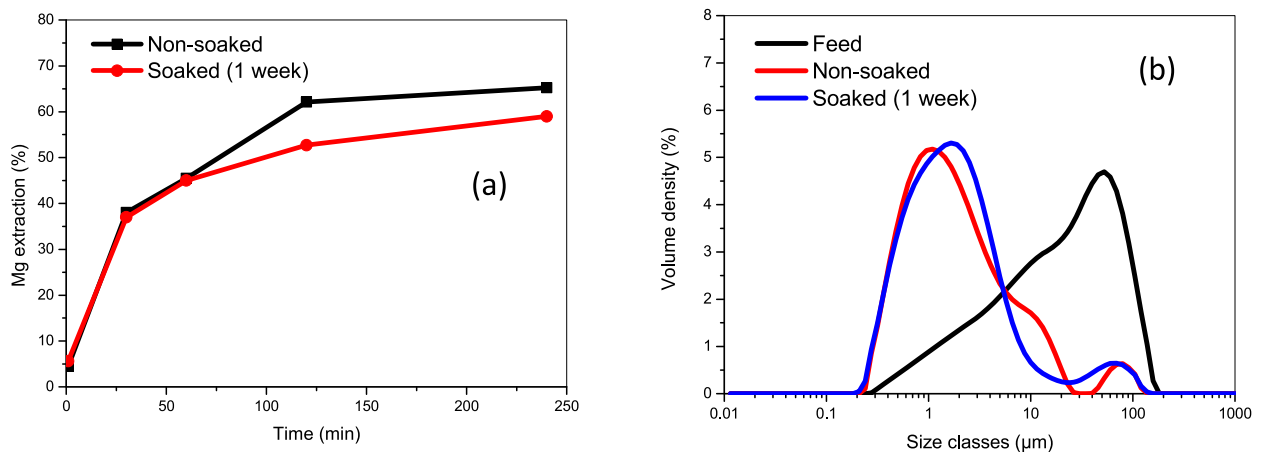 80
70
60
50
40
30
20
10
0
Mg extraction (%)
Non-soaked
Soaked (1 week)
(a)
0 50 100 150 200 250
Time (min)
8
7
6
5
4
3
2
1
0
Volume density (%)
Feed
Non-soaked
Soaked (1 week)
(b)
0.01 0.1 1 10 100 1000
Size classes (µm)